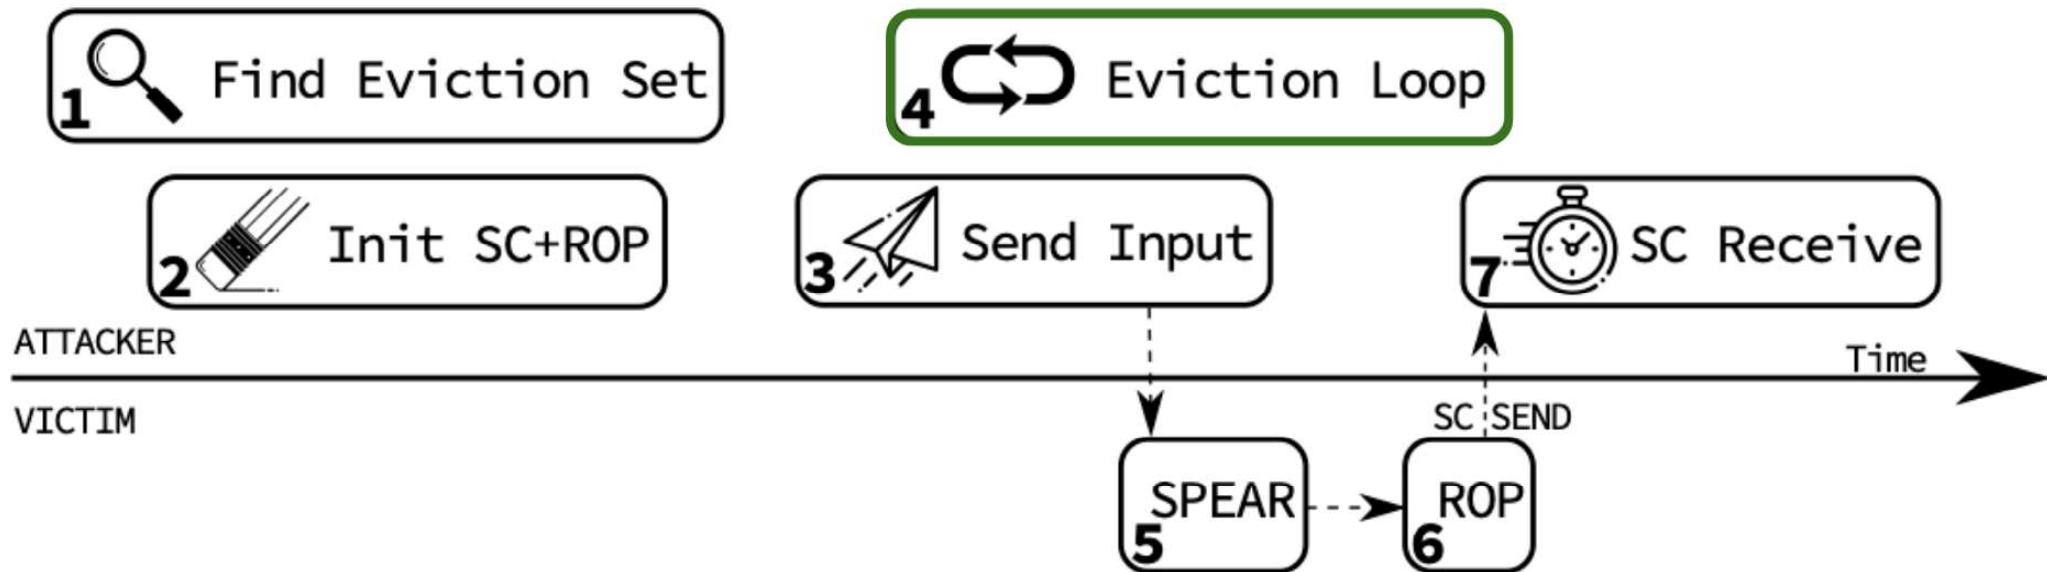 1 Find Eviction Set
4 Eviction Loop
2 Init SC+ROP
3 Send Input
7 SC Receive
ATTACKER
Time
VICTIM
SC SEND
5 SPEAR
6 ROP